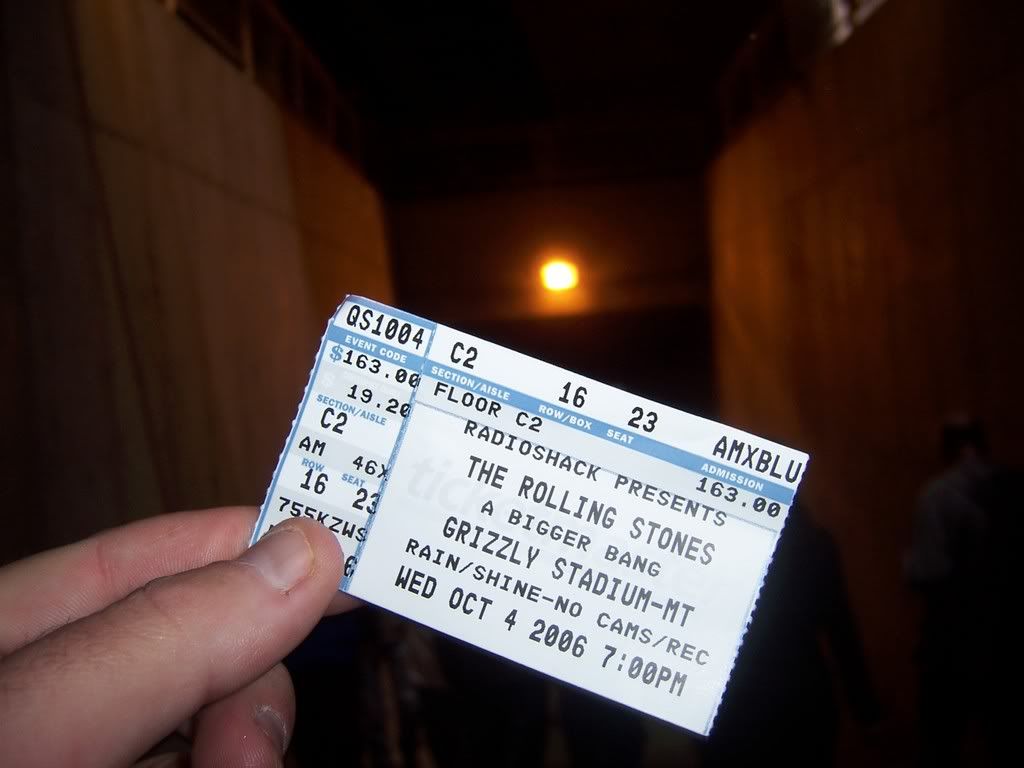 QS1004
EVENT CODE
$163.00
19.20
SECTION/AISLE
C2
AM 46X
ROW SEAT
16 23
755KZWS
C2 16 23 AMXBLU
SECTION/AISLE ROW/BOX SEAT ADMISSION
FLOOR C2 163.00
RADIOSHACK PRESENTS
THE ROLLING STONES
A BIGGER BANG
GRIZZLY STADIUM-MT
RAIN/SHINE-NO CAMS/REC
WED OCT 4 2006 7:00PM